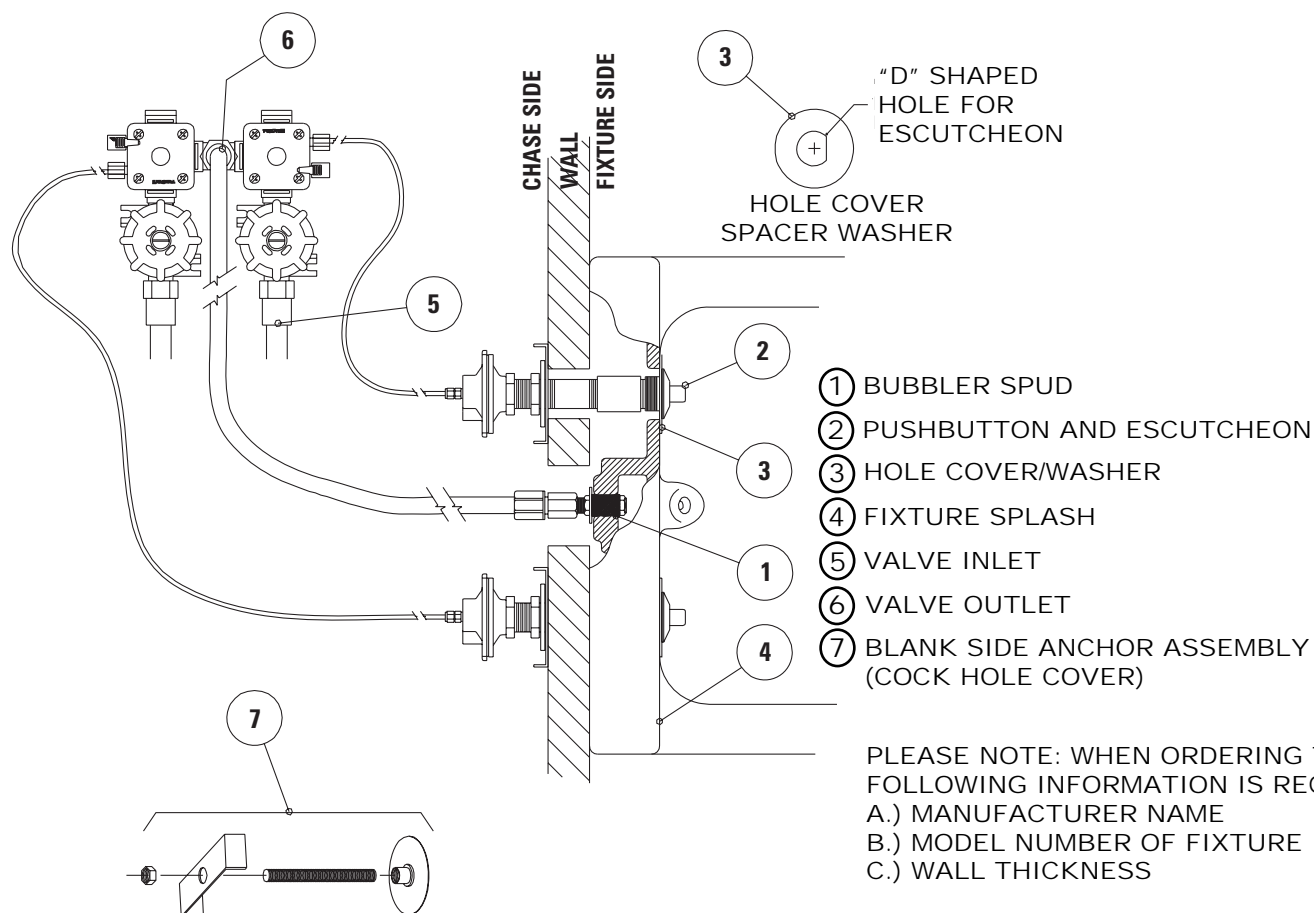 6
3
"D" SHAPED
HOLE FOR
ESCUTCHEON
HOLE COVER
SPACER WASHER
CHASE SIDE
WALL
FIXTURE SIDE
5
2
3
1
4
7
1 BUBBLER SPUD
2 PUSHBUTTON AND ESCUTCHEON
3 HOLE COVER/WASHER
4 FIXTURE SPLASH
5 VALVE INLET
6 VALVE OUTLET
7 BLANK SIDE ANCHOR ASSEMBLY
(COCK HOLE COVER)
PLEASE NOTE: WHEN ORDERING
FOLLOWING INFORMATION IS
A.) MANUFACTURER NAME
B.) MODEL NUMBER OF FIXTURE
C.) WALL THICKNESS